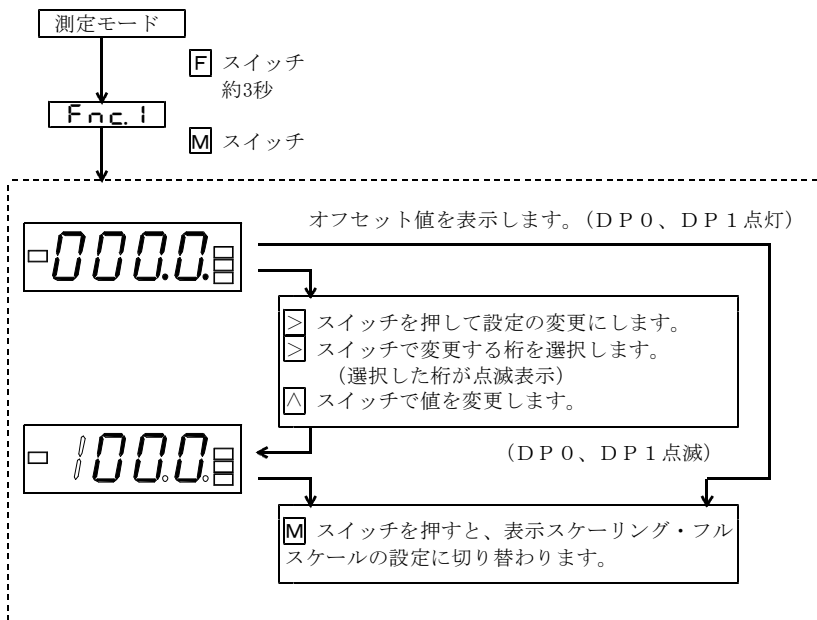 測定モード
F スイッチ
約3秒
Fnc.1
M スイッチ
オフセット値を表示します。(DP0、DP1点灯)
-000.0.
> スイッチを押して設定の変更にします。
> スイッチで変更する桁を選択します。
(選択した桁が点滅表示)
∧ スイッチで値を変更します。
(DP0、DP1点滅)
100.0.
M スイッチを押すと、表示スケーリング・フル
スケールの設定に切り替わります。